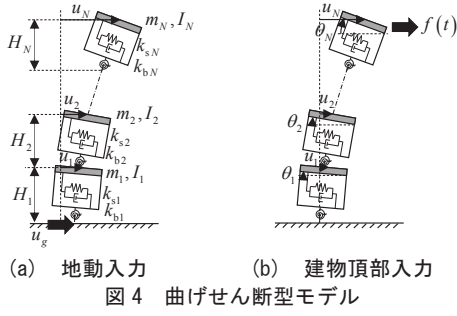 u_N
H_N
m_N, I_N
k_sN
k_bN
u_2
H_2
m_2, I_2
k_s2
k_b2
u_1
H_1
m_1, I_1
k_s1
k_b1
u_g
(a) 地動入力
u_N
θ_N
f(t)
u_2
θ_2
u_1
θ_1
(b) 建物頂部入力
図4 曲げせん断型モデル